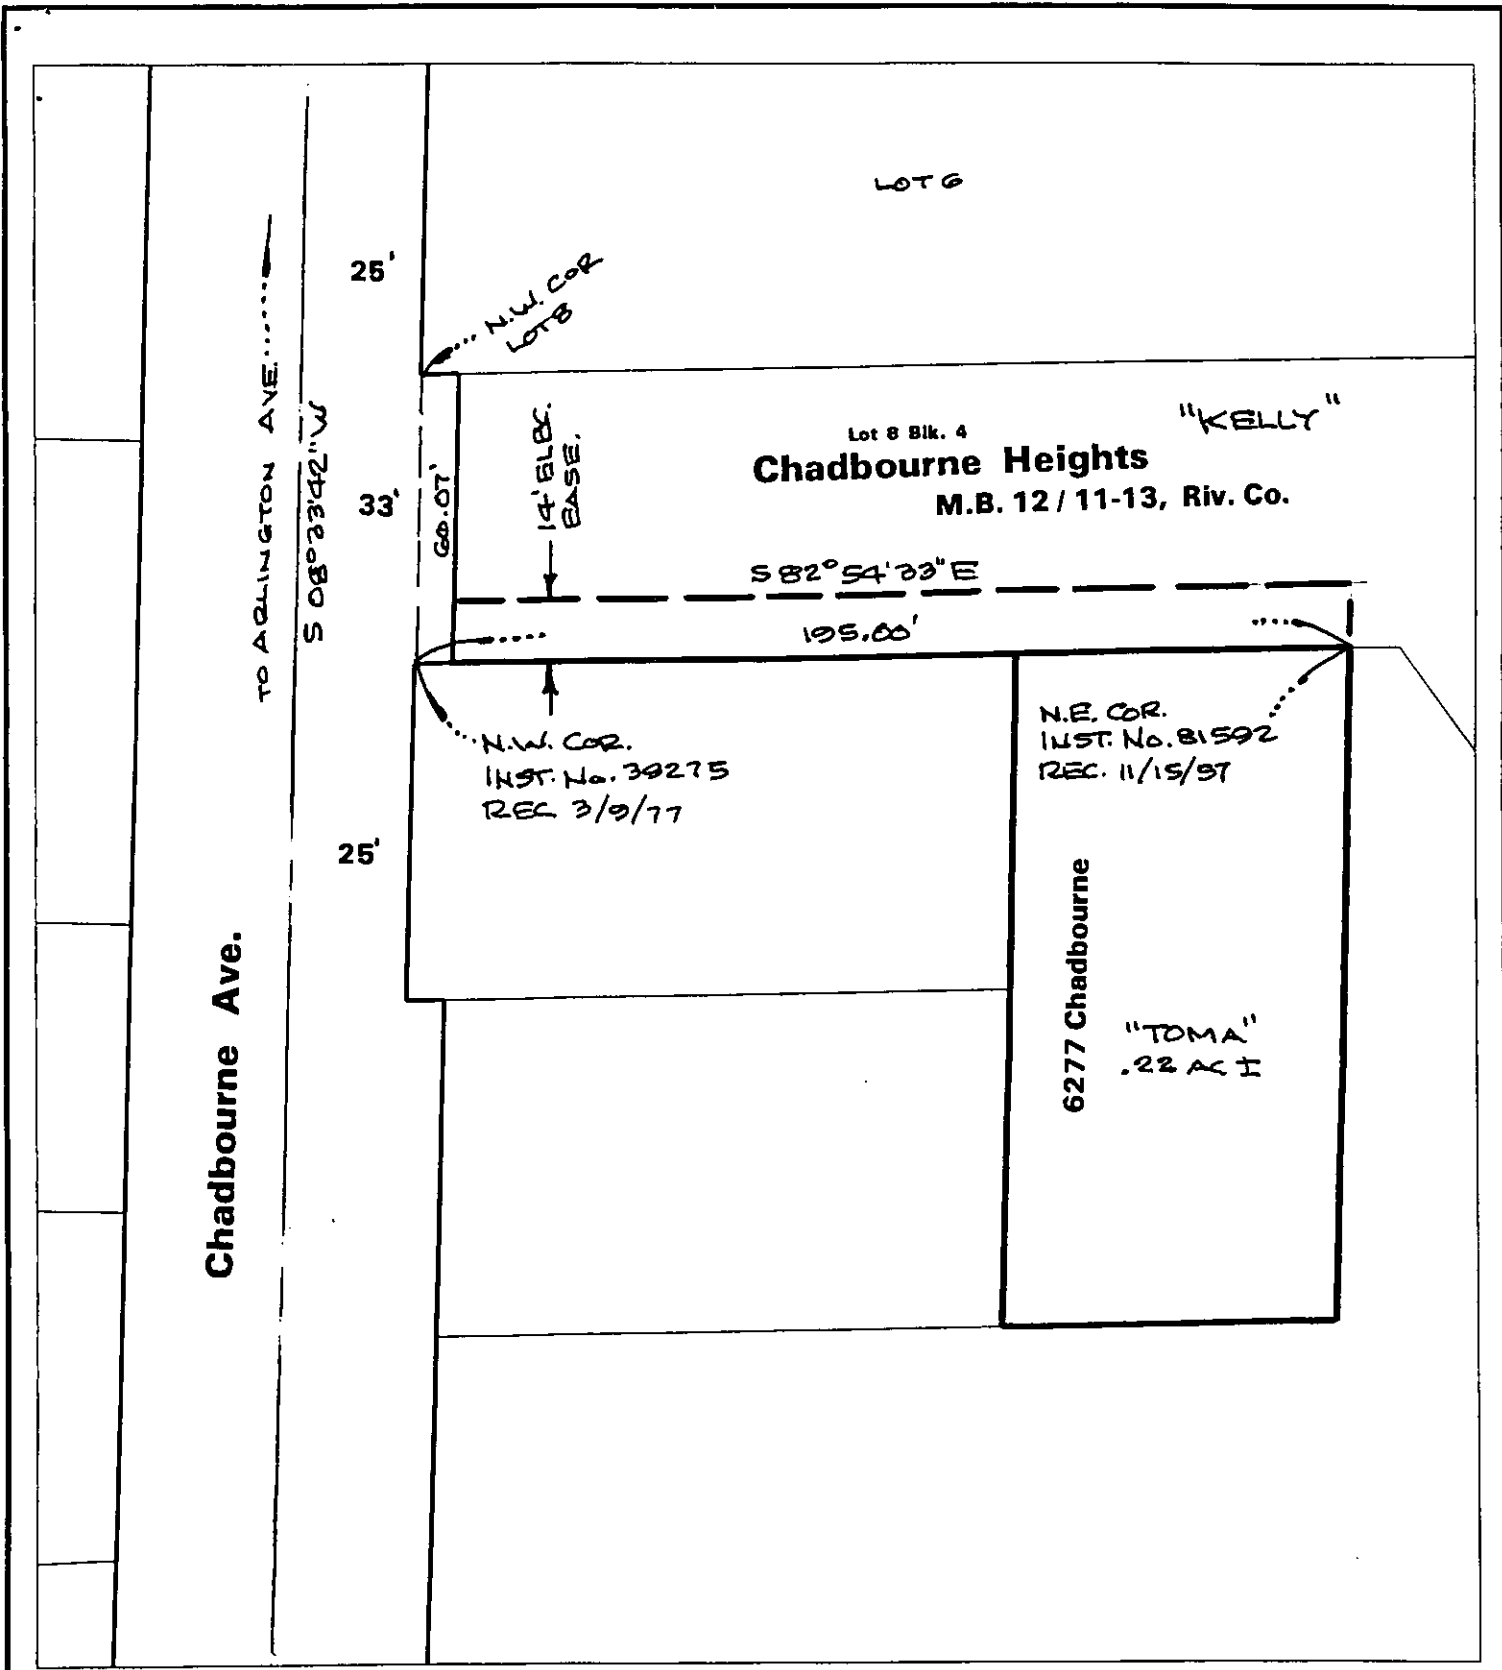 LOT 6
25'
N.W. COR
LOT 8
TO ARLINGTON AVE.
S 08°33'42" W
33'
60.07'
14' ELEC.
EASE.
Lot 8 Blk. 4
Chadbourne Heights
M.B. 12 / 11-13, Riv. Co.
"KELLY"
S 82° 54' 33" E
195.00'
N.W. COR.
INST. No. 39275
REC. 3/9/77
N.E. COR.
INST. No. 81592
REC. 11/15/57
25'
Chadbourne Ave.
6277 Chadbourne
"TOMA"
.22 AC ±